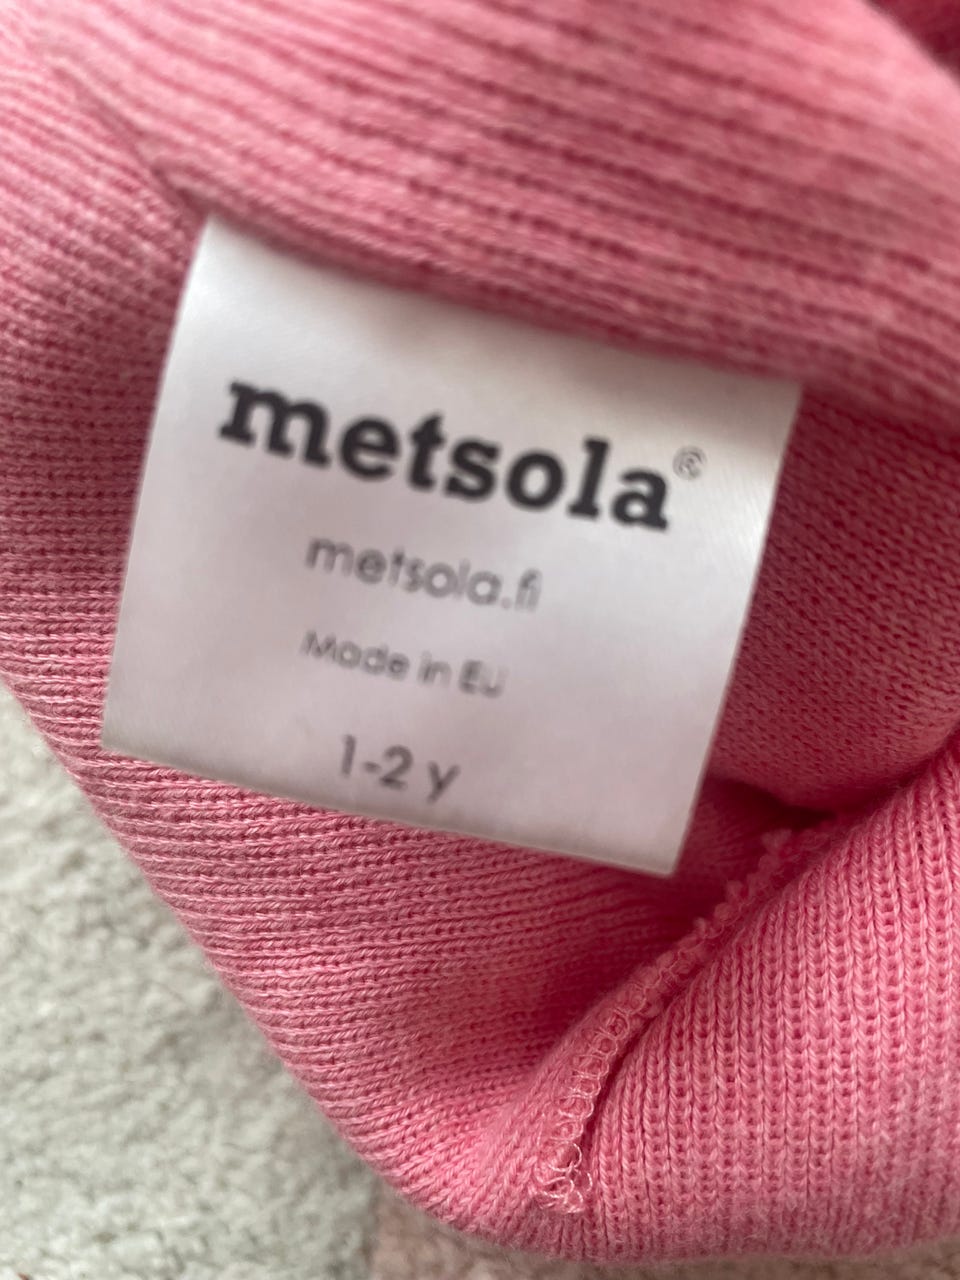 metsola®
metsola.fi
Made in EU
1-2 y